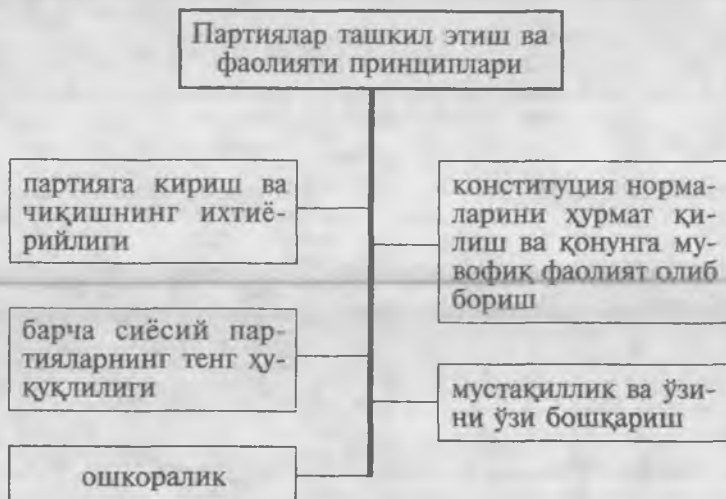 Партиялар ташкил этиш ва
фаолияти принциплари
партияга кириш ва
чиқишнинг ихтиё-
рийлиги
конституция норма-
ларини ҳурмат қи-
лиш ва қонунга му-
вофиқ фаолият олиб
бориш
барча сиёсий пар-
тияларнинг тенг ҳу-
қуқлилиги
мустақиллик ва ўзи-
ни ўзи бошқариш
ошкоралик